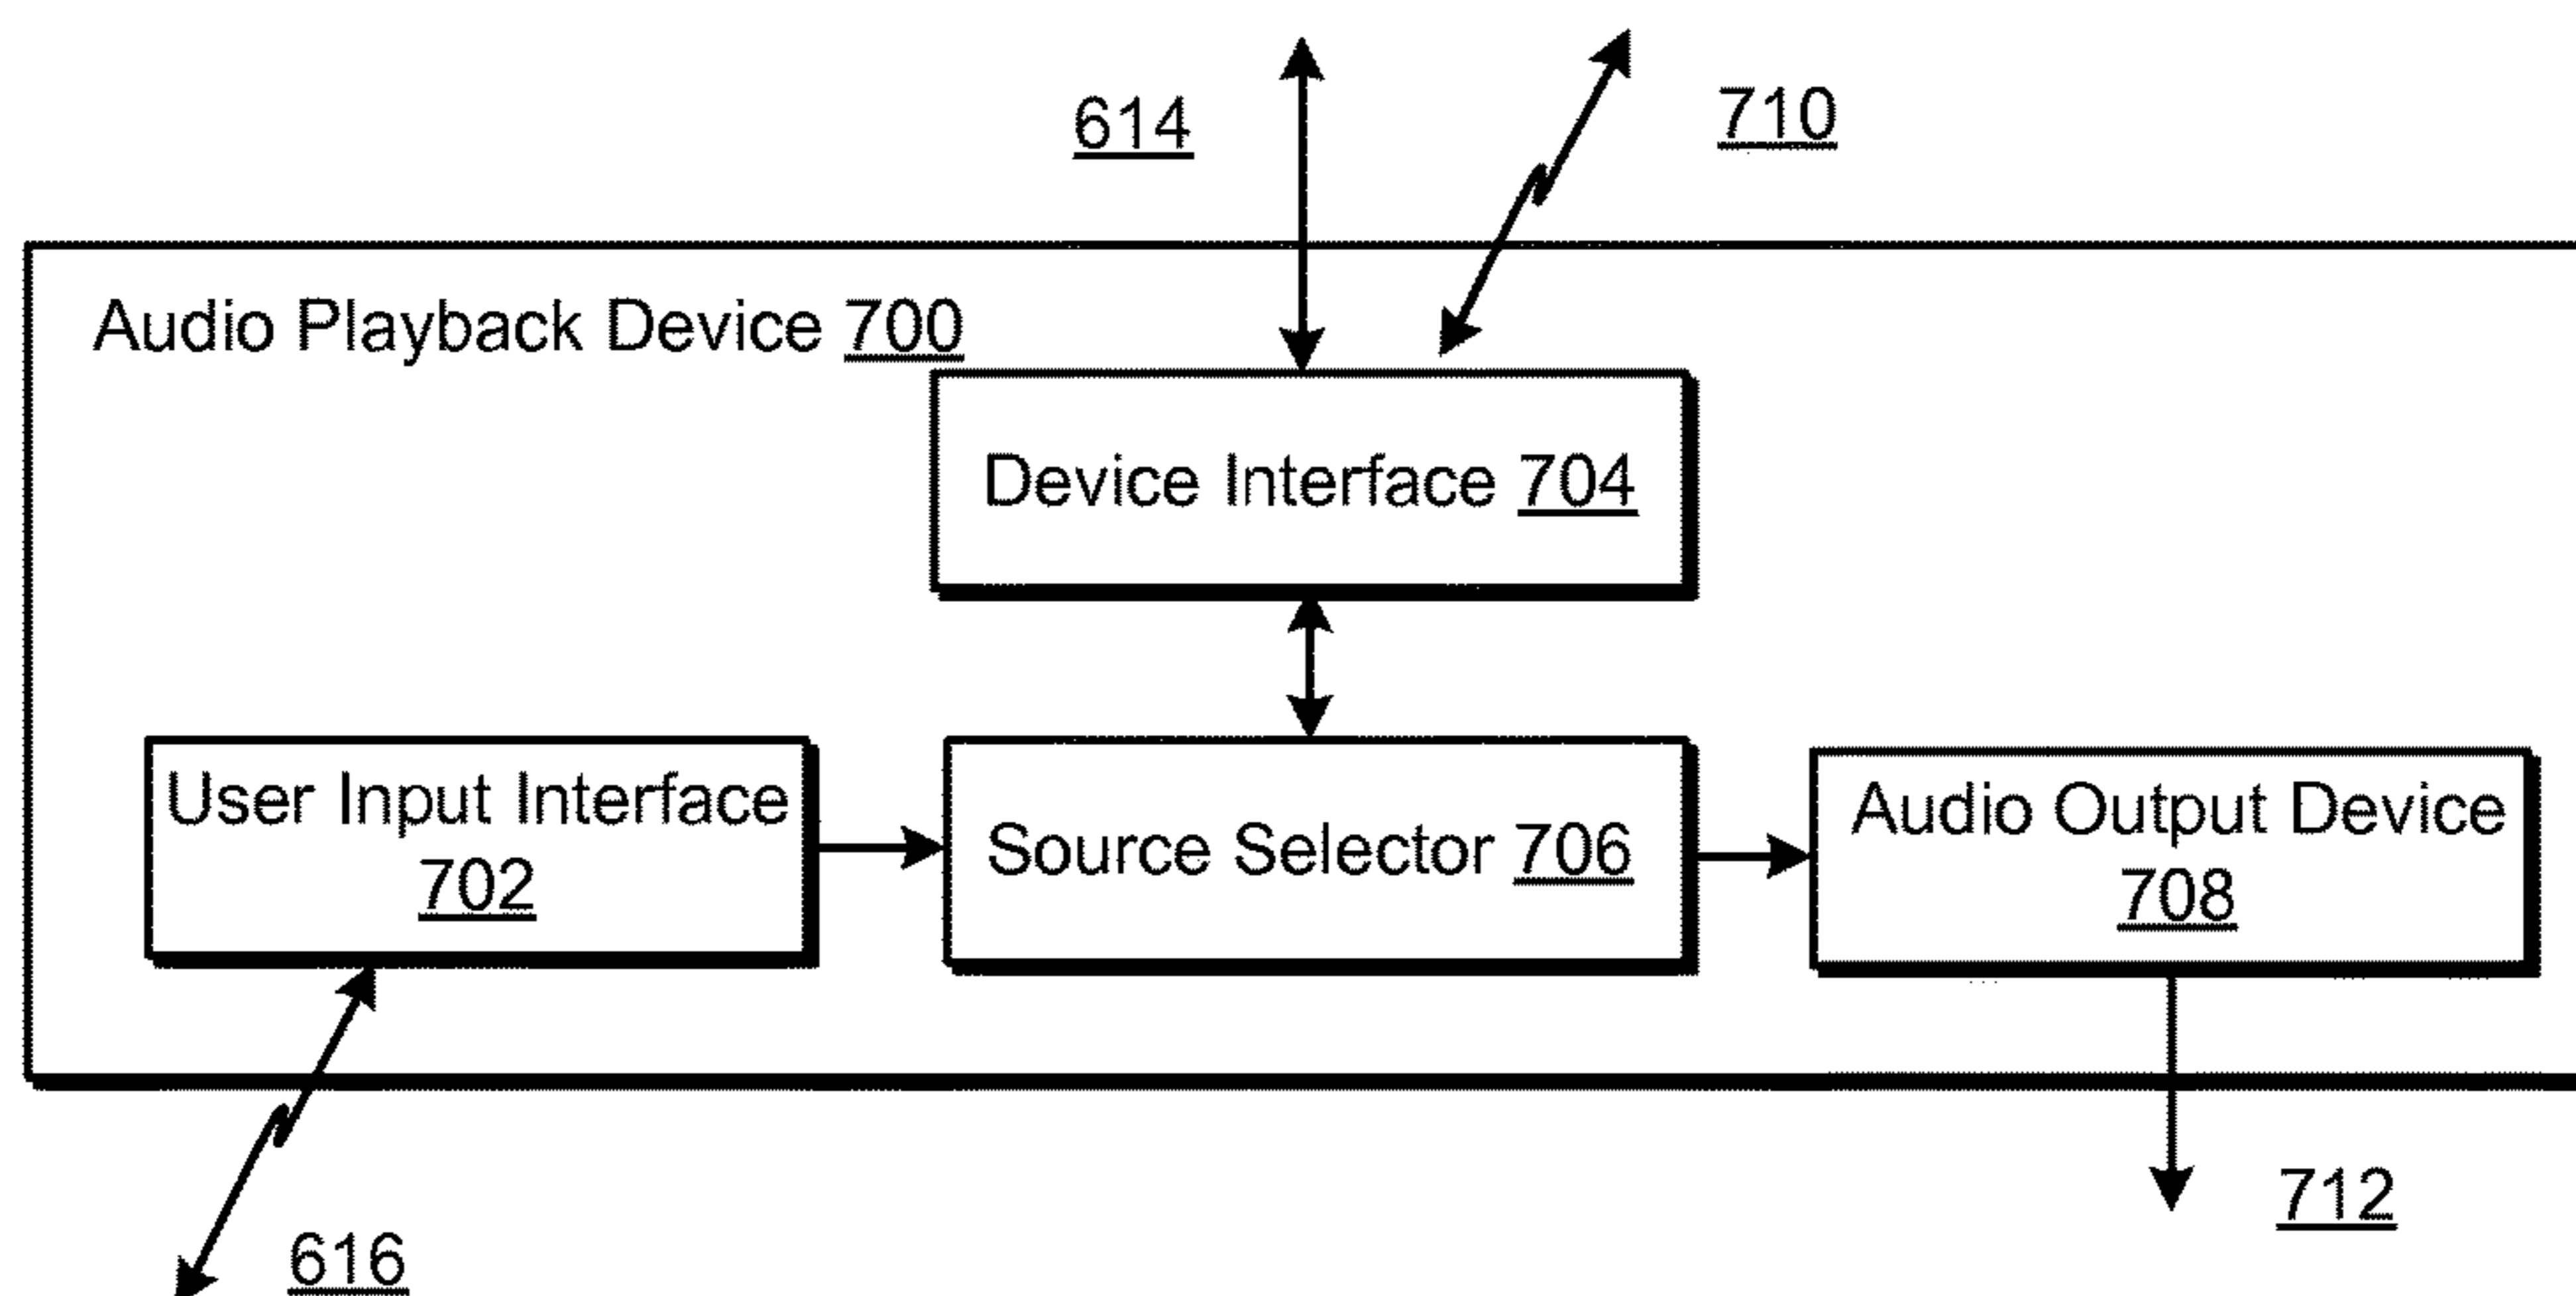 614
710
Audio Playback Device 700
Device Interface 704
User Input Interface
702
Source Selector 706
Audio Output Device
708
712
616